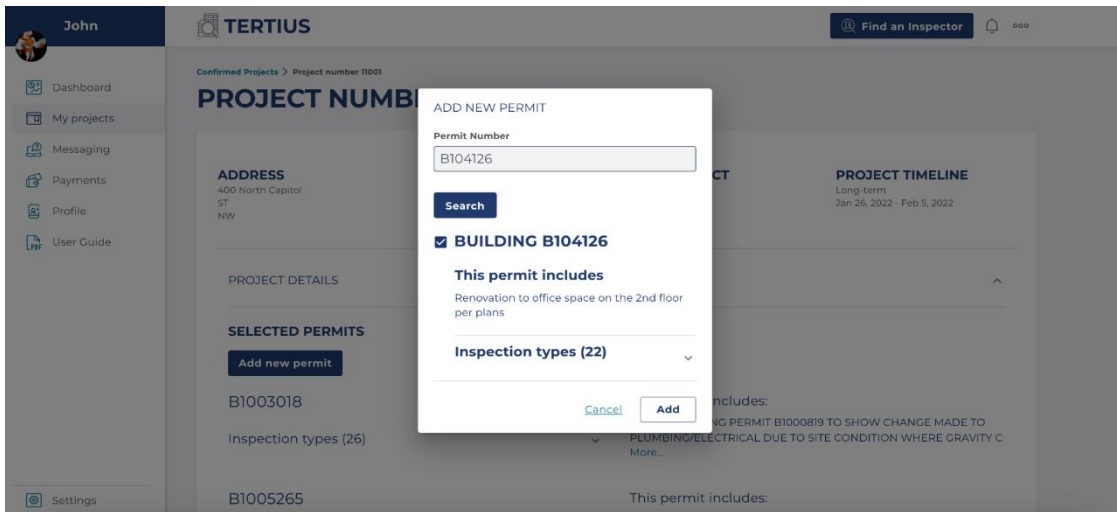 John
TERTIUS
Find an Inspector
Dashboard
My projects
Messaging
Payments
Profile
PDF
User Guide
Settings
Confirmed Projects > Project number 11001
PROJECT NUMB
ADDRESS
400 North Capitol
ST
NW
CT
PROJECT TIMELINE
Long-term
Jan 26, 2022 - Feb 5, 2022
PROJECT DETAILS
SELECTED PERMITS
Add new permit
B1003018
Inspection types (26)
ncludes:
NG PERMIT B1000819 TO SHOW CHANGE MADE TO
PLUMBING/ELECTRICAL DUE TO SITE CONDITION WHERE GRAVITY C
More...
B1005265
This permit includes:
ADD NEW PERMIT
Permit Number
B104126
Search
BUILDING B104126
This permit includes
Renovation to office space on the 2nd floor
per plans
Inspection types (22)
Cancel
Add